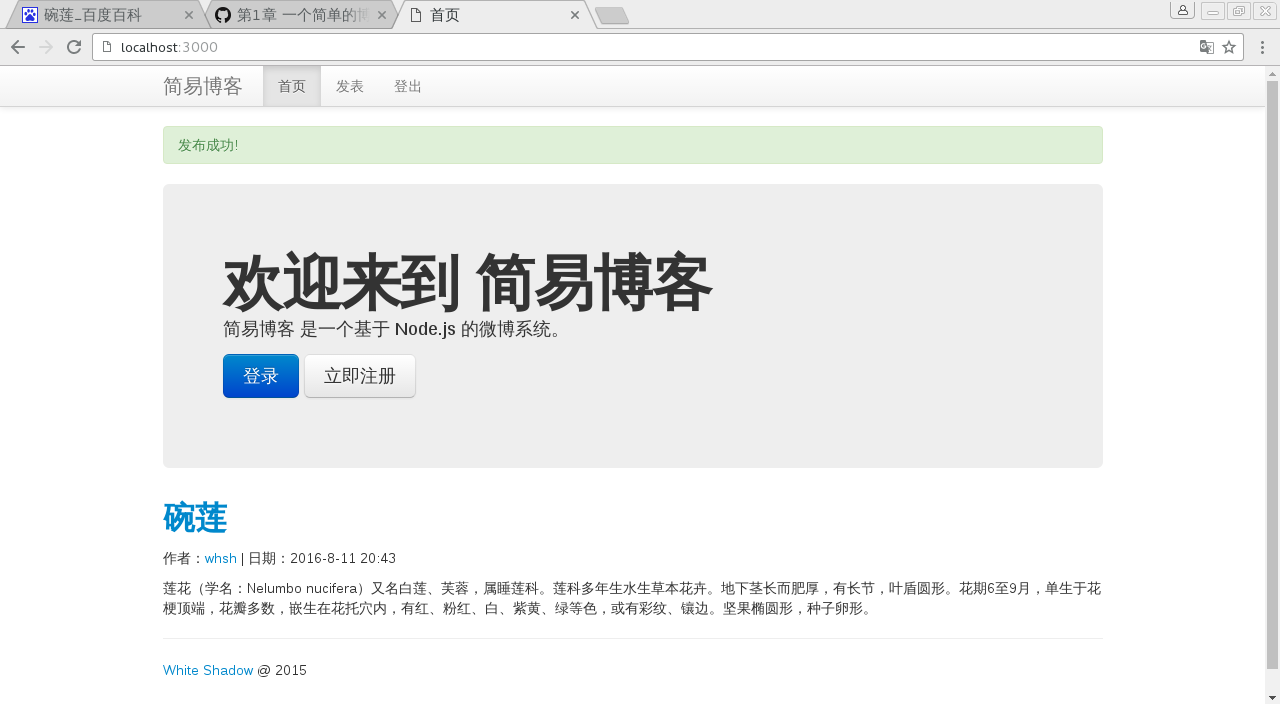 碗莲_百度百科
第1章 一个简单的博
首页
localhost:3000
简易博客
首页
发表
登出
发布成功!
欢迎来到 简易博客
简易博客 是一个基于 Node.js 的微博系统。
登录
立即注册
碗莲
作者：whsh | 日期：2016-8-11 20:43
莲花（学名：Nelumbo nucifera）又名白莲、芙蓉，属睡莲科。莲科多年生水生草本花卉。地下茎长而肥厚，有长节，叶盾圆形。花期6至9月，单生于花
梗顶端，花瓣多数，嵌生在花托穴内，有红、粉红、白、紫黄、绿等色，或有彩纹、镶边。坚果椭圆形，种子卵形。
White Shadow @ 2015